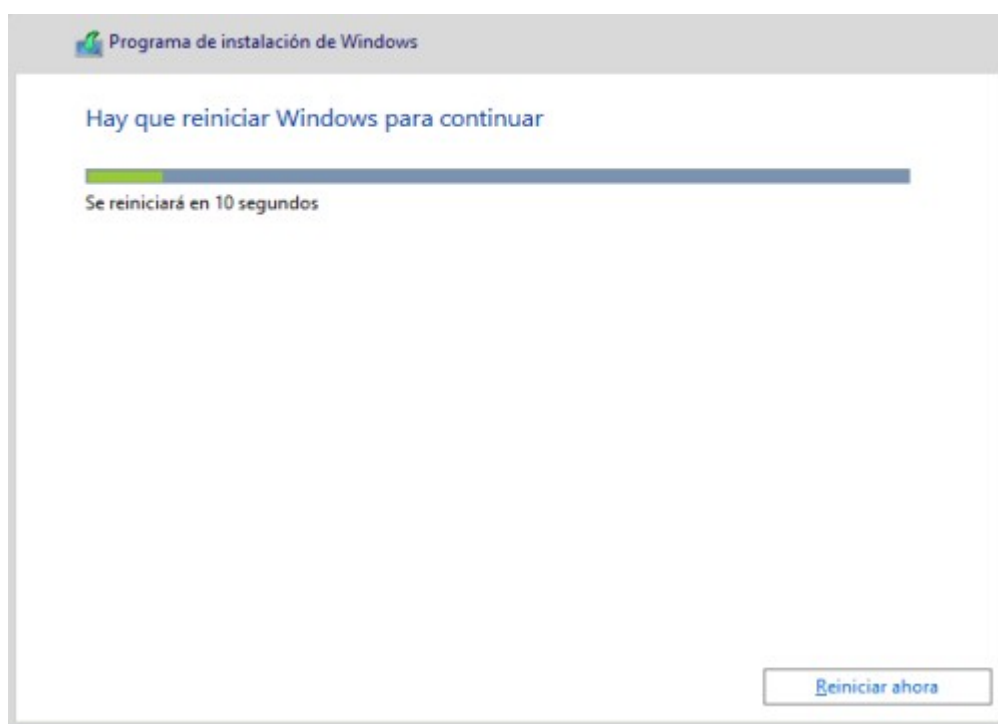 Programa de instalación de Windows
Hay que reiniciar Windows para continuar
Se reiniciará en 10 segundos
Reiniciar ahora